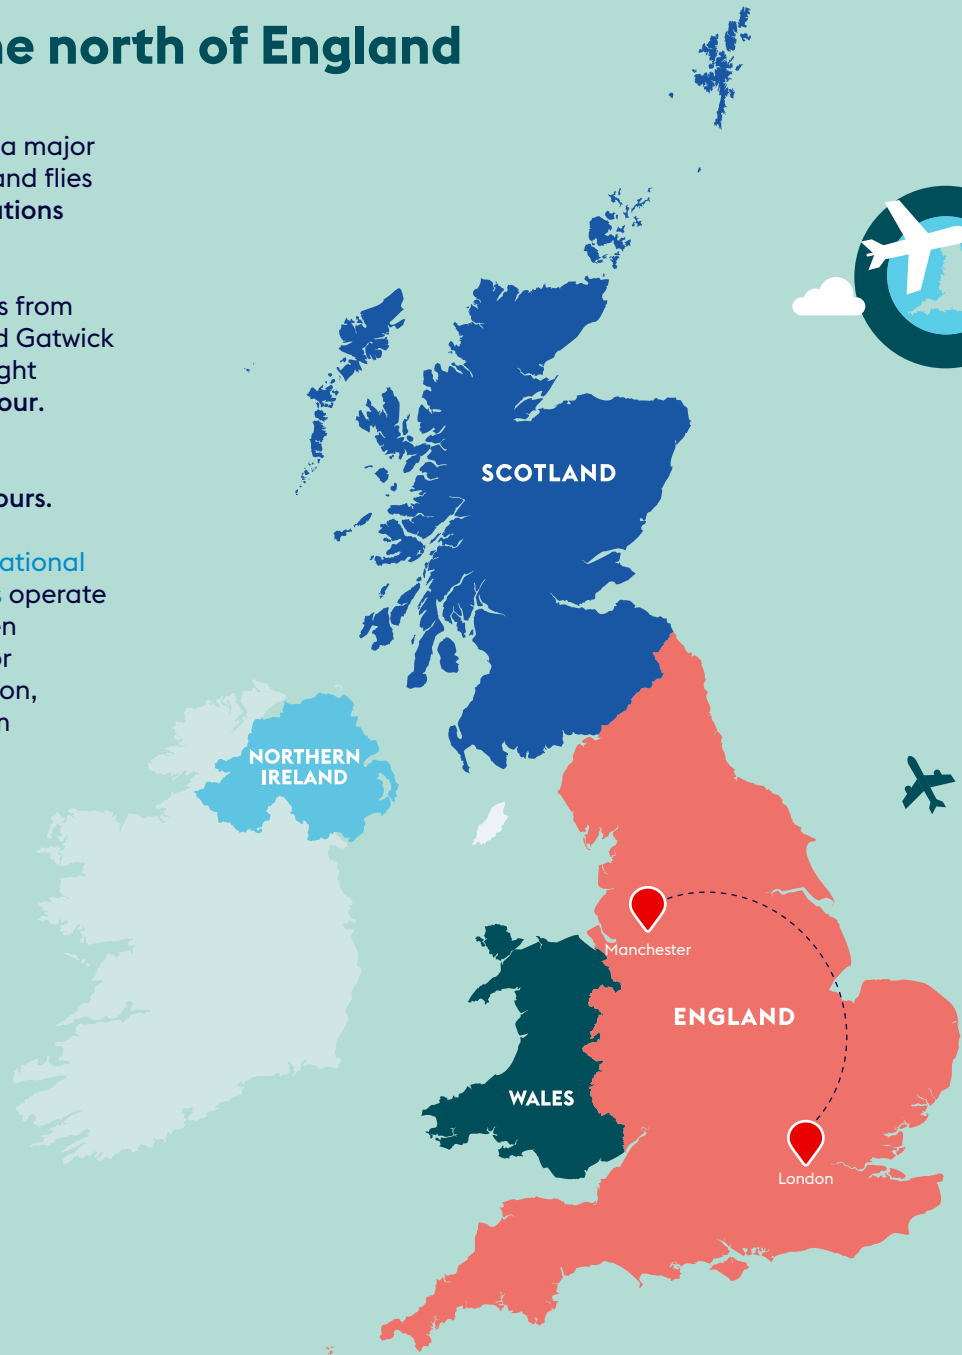 ne north of England
a major
and flies
ations
s from
d Gatwick
ght
our.
ours.
ational
s operate
en
or
on,
n
SCOTLAND
NORTHERN
IRELAND
Manchester
ENGLAND
WALES
London